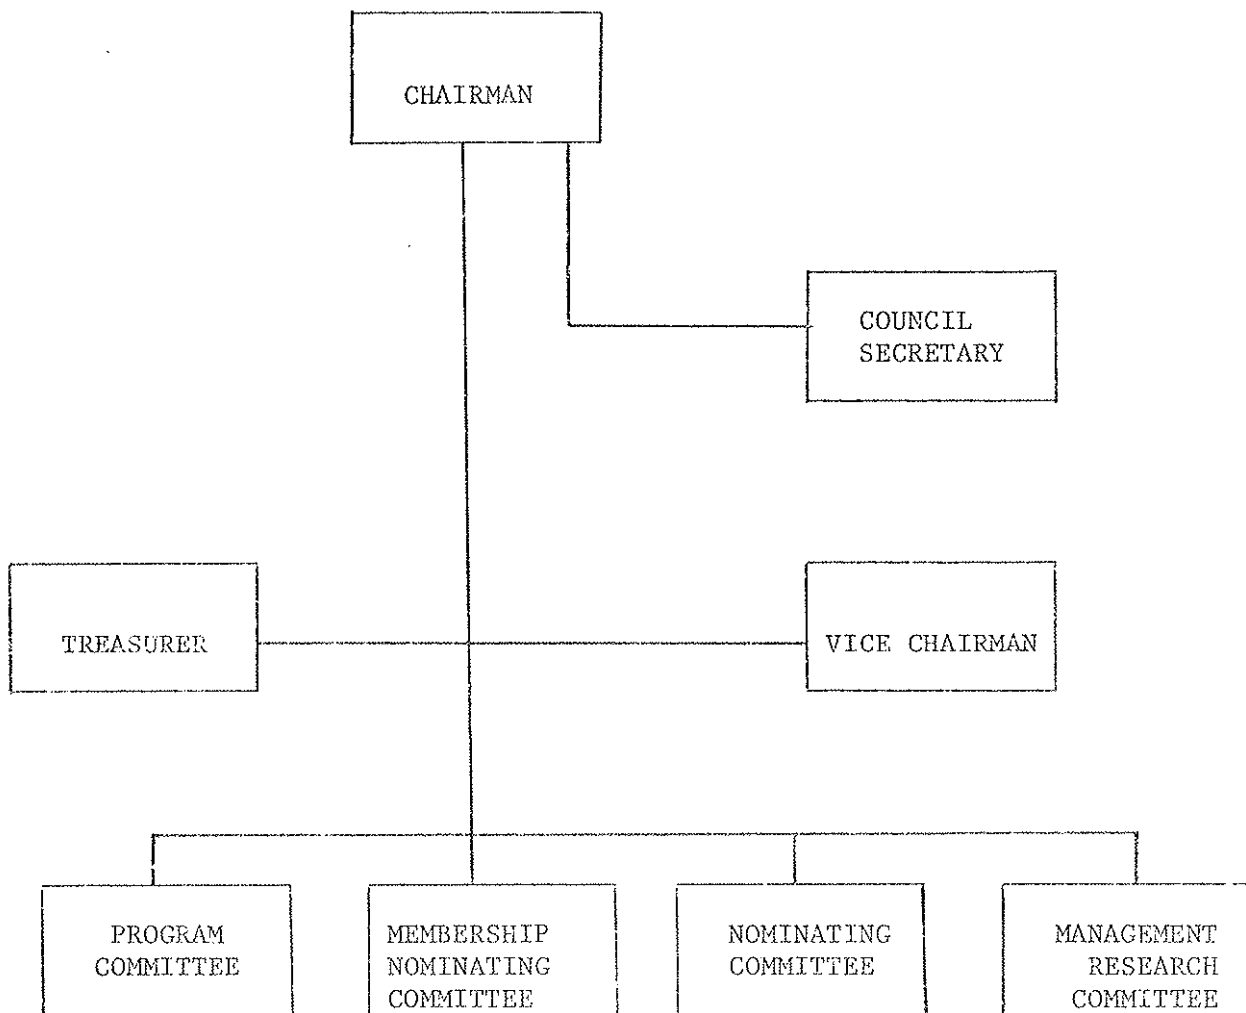 CHAIRMAN
COUNCIL
SECRETARY
TREASURER
VICE CHAIRMAN
PROGRAM
COMMITTEE
MEMBERSHIP
NOMINATING
COMMITTEE
NOMINATING
COMMITTEE
MANAGEMENT
RESEARCH
COMMITTEE